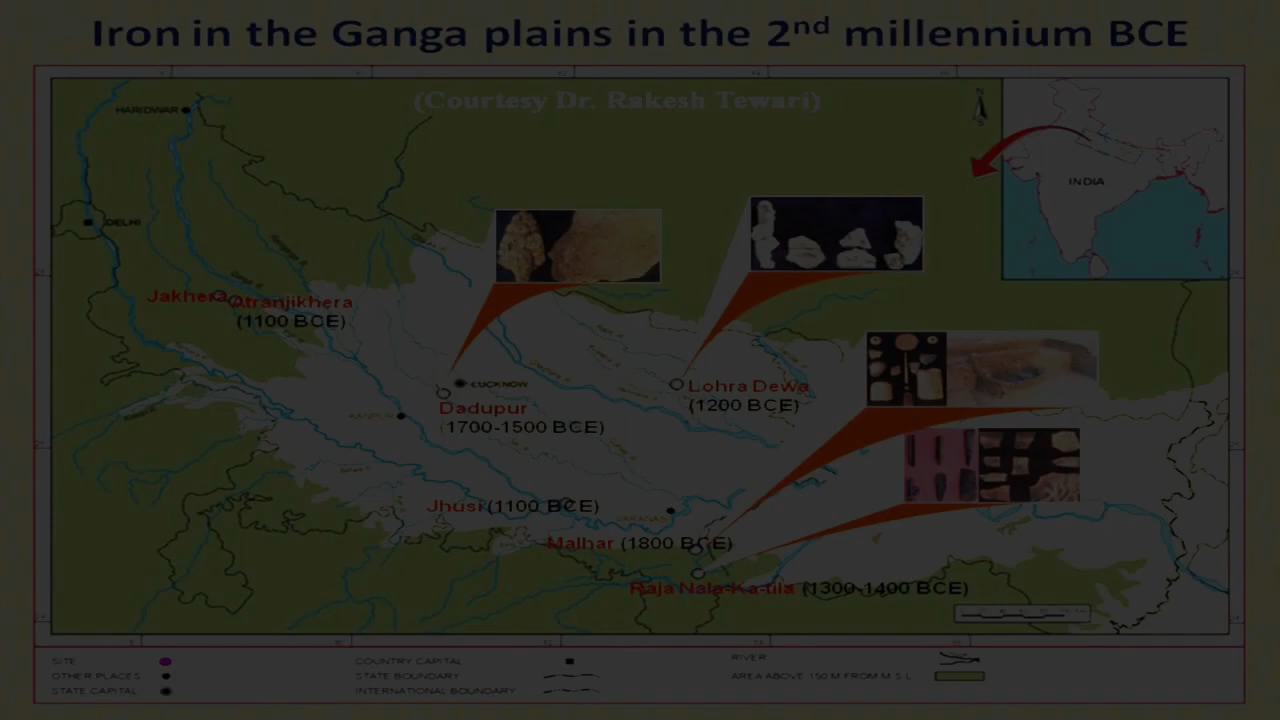 Iron in the Ganga plains in the 2nd millennium BCE
(Courtesy Dr. Rakesh Tewari)
N
HARIDWAR
INDIA
DELHI
Jakhera
Atranjikhera
(1100 BCE)
LUCKNOW
Dadupur
(1700-1500 BCE)
Lohra Dewa
(1200 BCE)
KANPUR
Jhusi (1100 BCE)
VARANASI
Malhar (1800 BCE)
Raja Nala-Ka-tila (1300-1400 BCE)
SITE
OTHER PLACES
STATE CAPITAL
COUNTRY CAPITAL
STATE BOUNDARY
INTERNATIONAL BOUNDARY
RIVER
AREA ABOVE 150 M FROM M S L